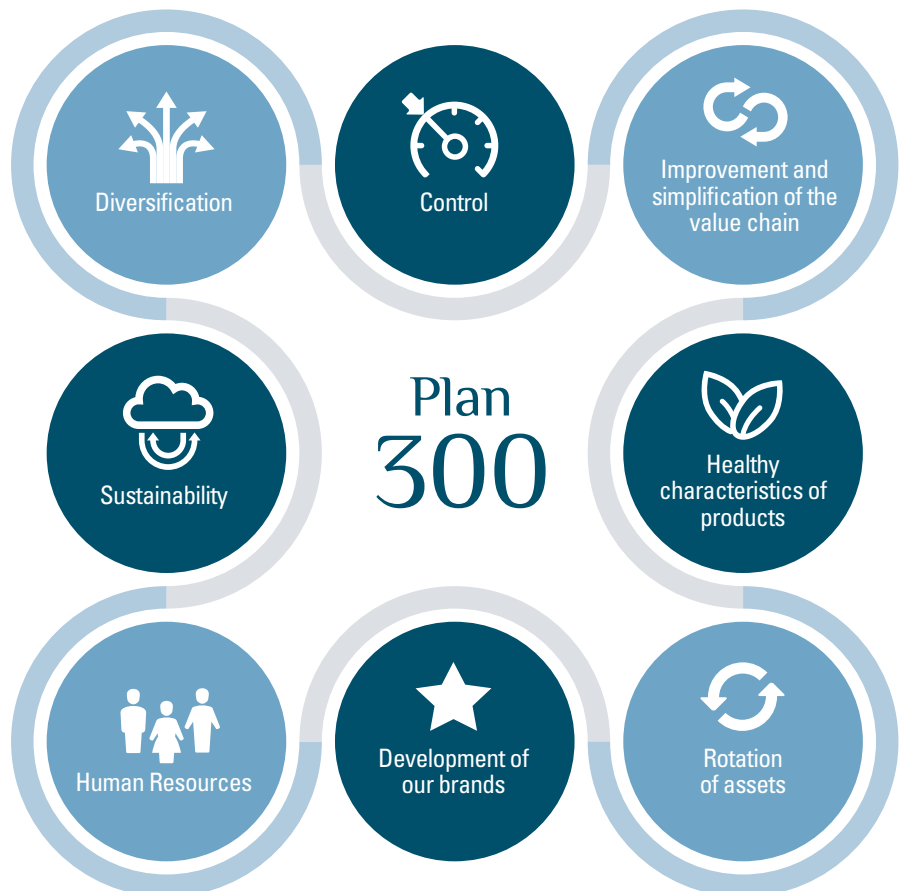 Diversification
Control
Improvement and
simplification of the
value chain
Sustainability
Plan
300
Healthy
characteristics of
products
Human Resources
Development of
our brands
Rotation
of assets